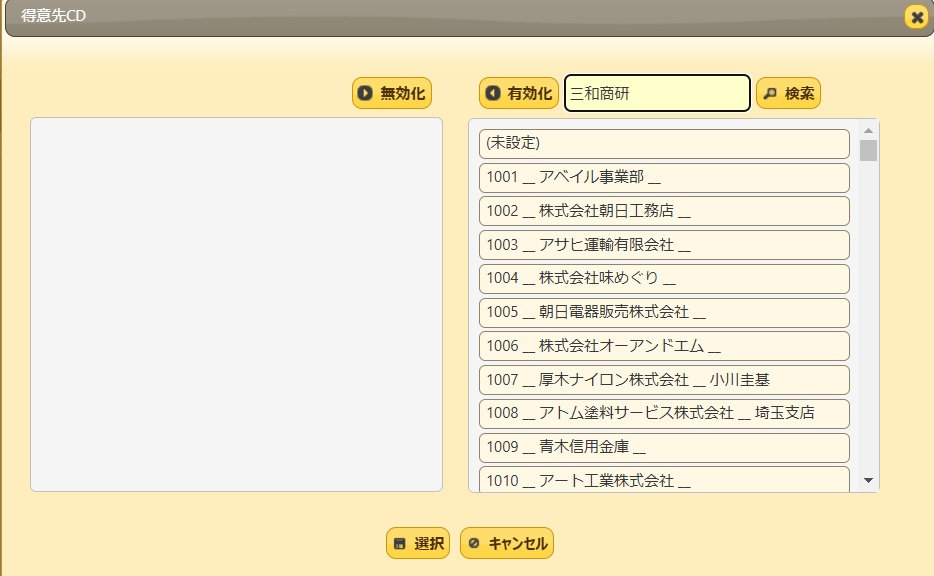 得意先CD
無効化
有効化
三和商研
検索
(未設定)
1001 __ アベイル事業部 __
1002 __ 株式会社朝日工務店 __
1003 __ アサヒ運輸有限会社 __
1004 __ 株式会社味めぐり __
1005 __ 朝日電器販売株式会社 __
1006 __ 株式会社オーアンドエム __
1007 __ 厚木ナイロン株式会社 __ 小川圭基
1008 __ アトム塗料サービス株式会社 __ 埼玉支店
1009 __ 青木信用金庫 __
1010 __ アート工業株式会社 __
選択
キャンセル